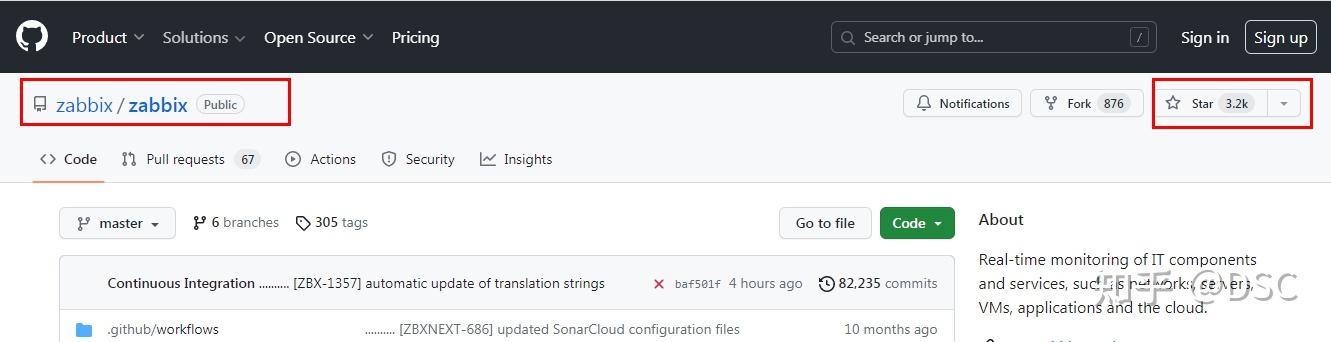 Product Solutions Open Source Pricing Search or jump to... / Sign in Sign up
zabbix / zabbix Public Notifications Fork 876 Star 3.2k
Code Pull requests 67 Actions Security Insights
master 6 branches 305 tags Go to file Code
About
Real-time monitoring of IT components
and services, such as networks, servers,
VMs, applications and the cloud.
Continuous Integration .......... [ZBX-1357] automatic update of translation strings baf501f 4 hours ago 82,235 commits
.github/workflows .......... [ZBXNEXT-686] updated SonarCloud configuration files 10 months ago
知乎 @DSC